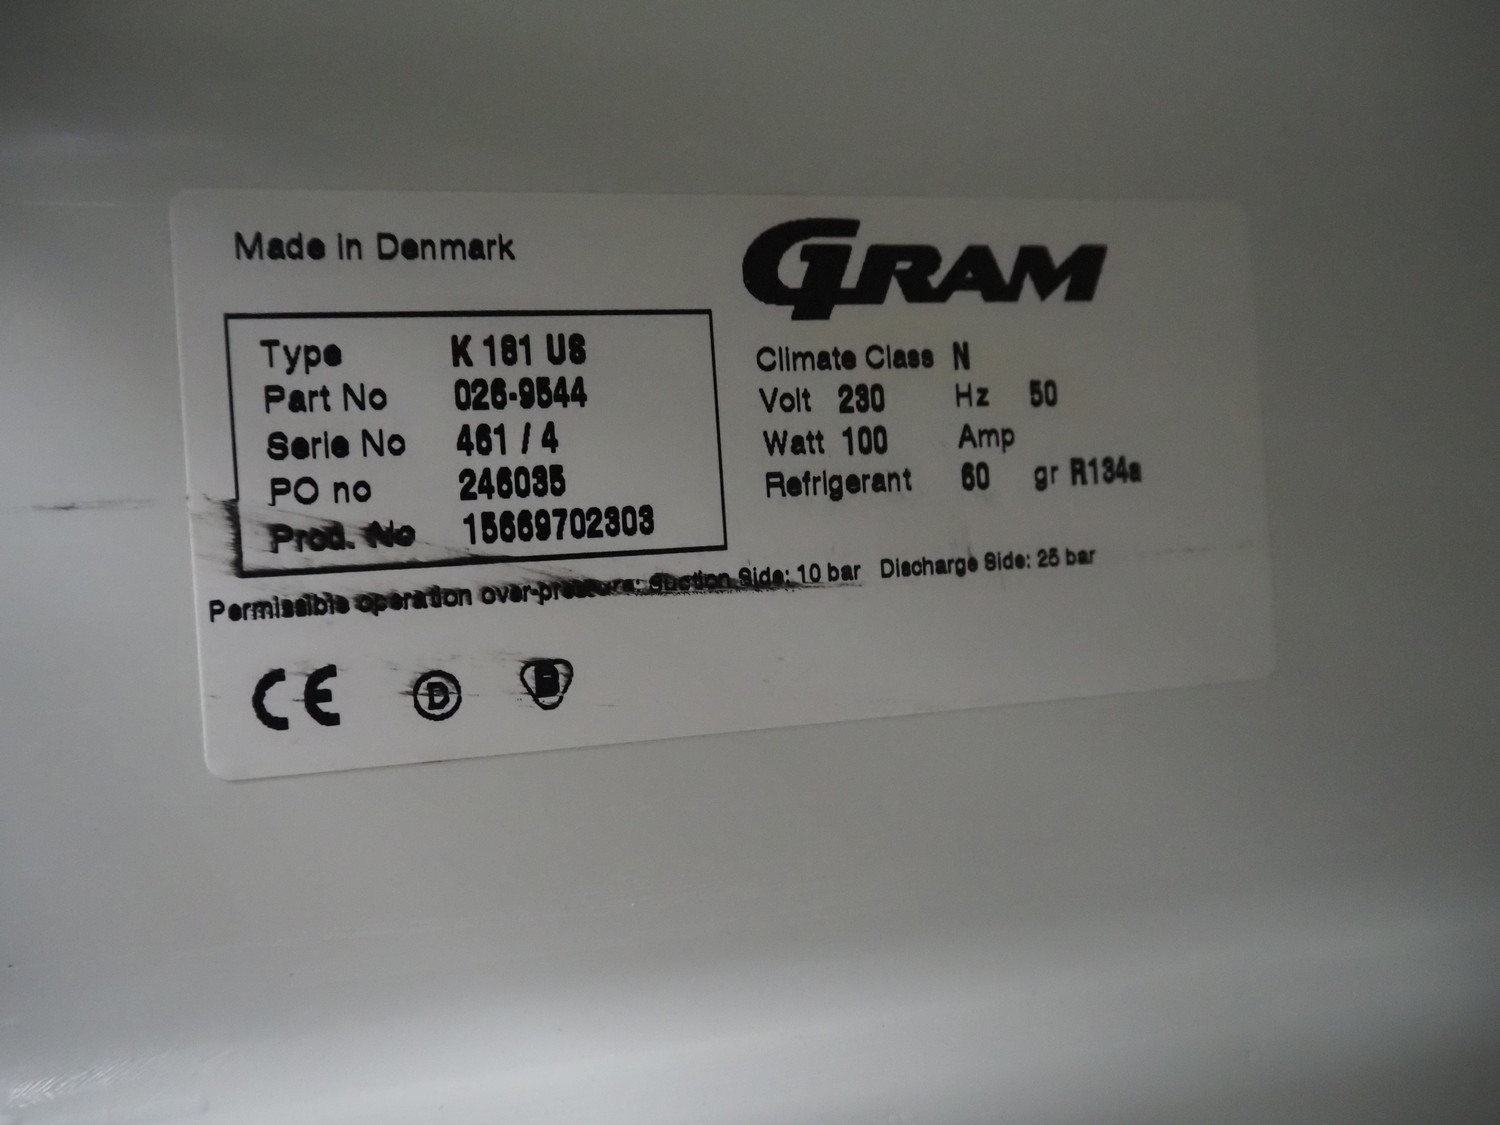 Made in Denmark
GRAM
Type K 181 US
Part No 026-9544
Serie No 461 / 4
PO no 246035
Prod. No 15669702303
Climate Class N
Volt 230 Hz 50
Watt 100 Amp
Refrigerant 60 gr R134a
Permissible operation over-pressure: Suction Side: 10 bar Discharge Side: 25 bar
CE
D